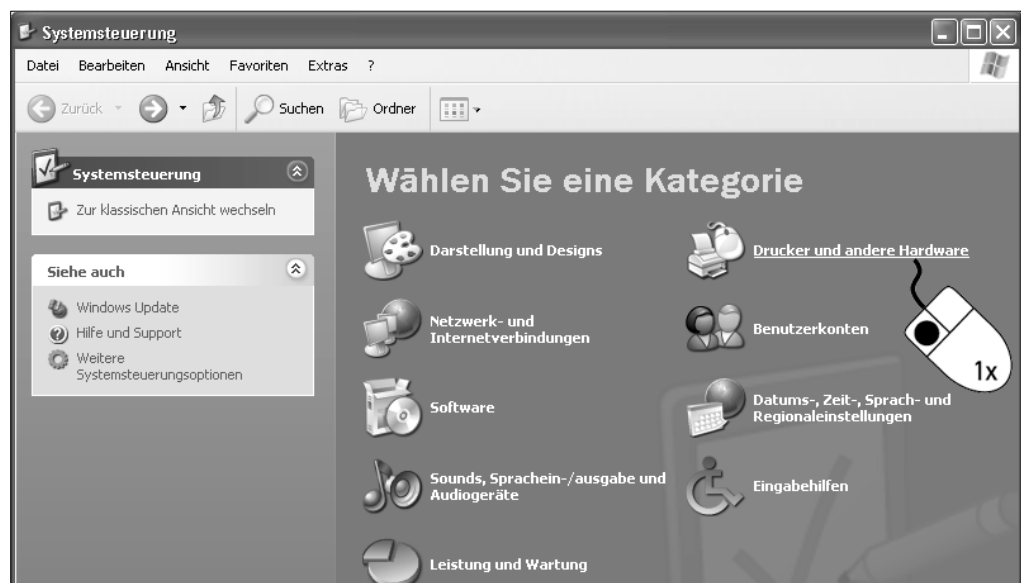 Systemsteuerung
Datei Bearbeiten Ansicht Favoriten Extras ?
Zurück Suchen Ordner
Systemsteuerung
Zur klassischen Ansicht wechseln
Siehe auch
Windows Update
Hilfe und Support
Weitere
Systemsteuerungsoptionen
Wählen Sie eine Kategorie
Darstellung und Designs
Drucker und andere Hardware
Netzwerk- und
Internetverbindungen
Benutzerkonten
1x
Software
Datums-, Zeit-, Sprach- und
Regionaleinstellungen
Sounds, Sprachein-/ausgabe und
Audiogeräte
Eingabehilfen
Leistung und Wartung